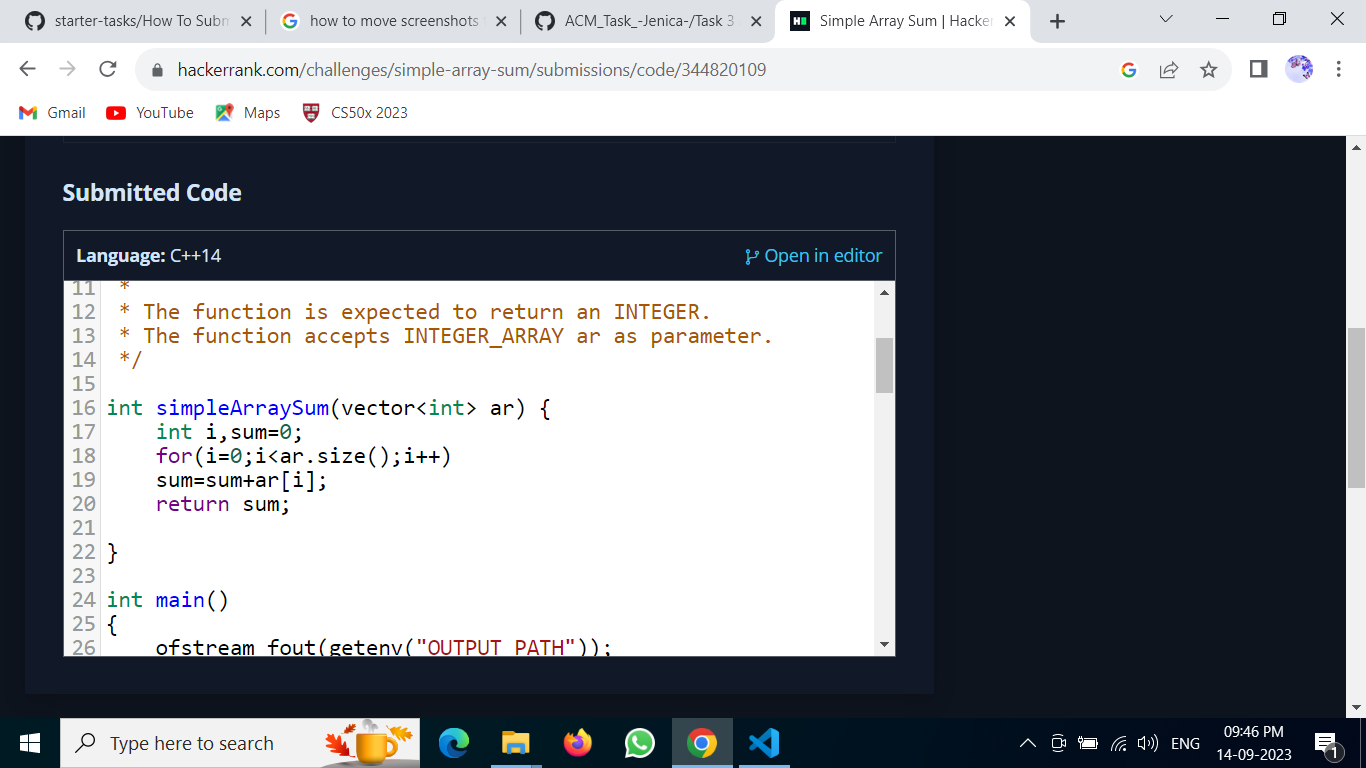 starter-tasks/How To Subm
how to move screenshots
ACM_Task_-Jenica-/Task 3
Simple Array Sum | Hacker
hackerrank.com/challenges/simple-array-sum/submissions/code/344820109
Gmail
YouTube
Maps
CS50x 2023
Submitted Code
Language: C++14
Open in editor
11 *
12 * The function is expected to return an INTEGER.
13 * The function accepts INTEGER_ARRAY ar as parameter.
14 */
15
16 int simpleArraySum(vector<int> ar) {
17 int i,sum=0;
18 for(i=0;i<ar.size();i++)
19 sum=sum+ar[i];
20 return sum;
21
22 }
23
24 int main()
25 {
26 ofstream fout(getenv("OUTPUT_PATH"));
Type here to search
ENG
09:46 PM
14-09-2023
1